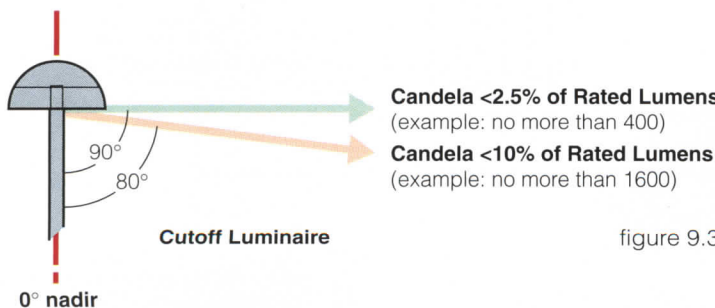 Candela <2.5% of Rated Lumens
(example: no more than 400)
Candela <10% of Rated Lumens
(example: no more than 1600)
90°
80°
Cutoff Luminaire
figure 9.3
0° nadir